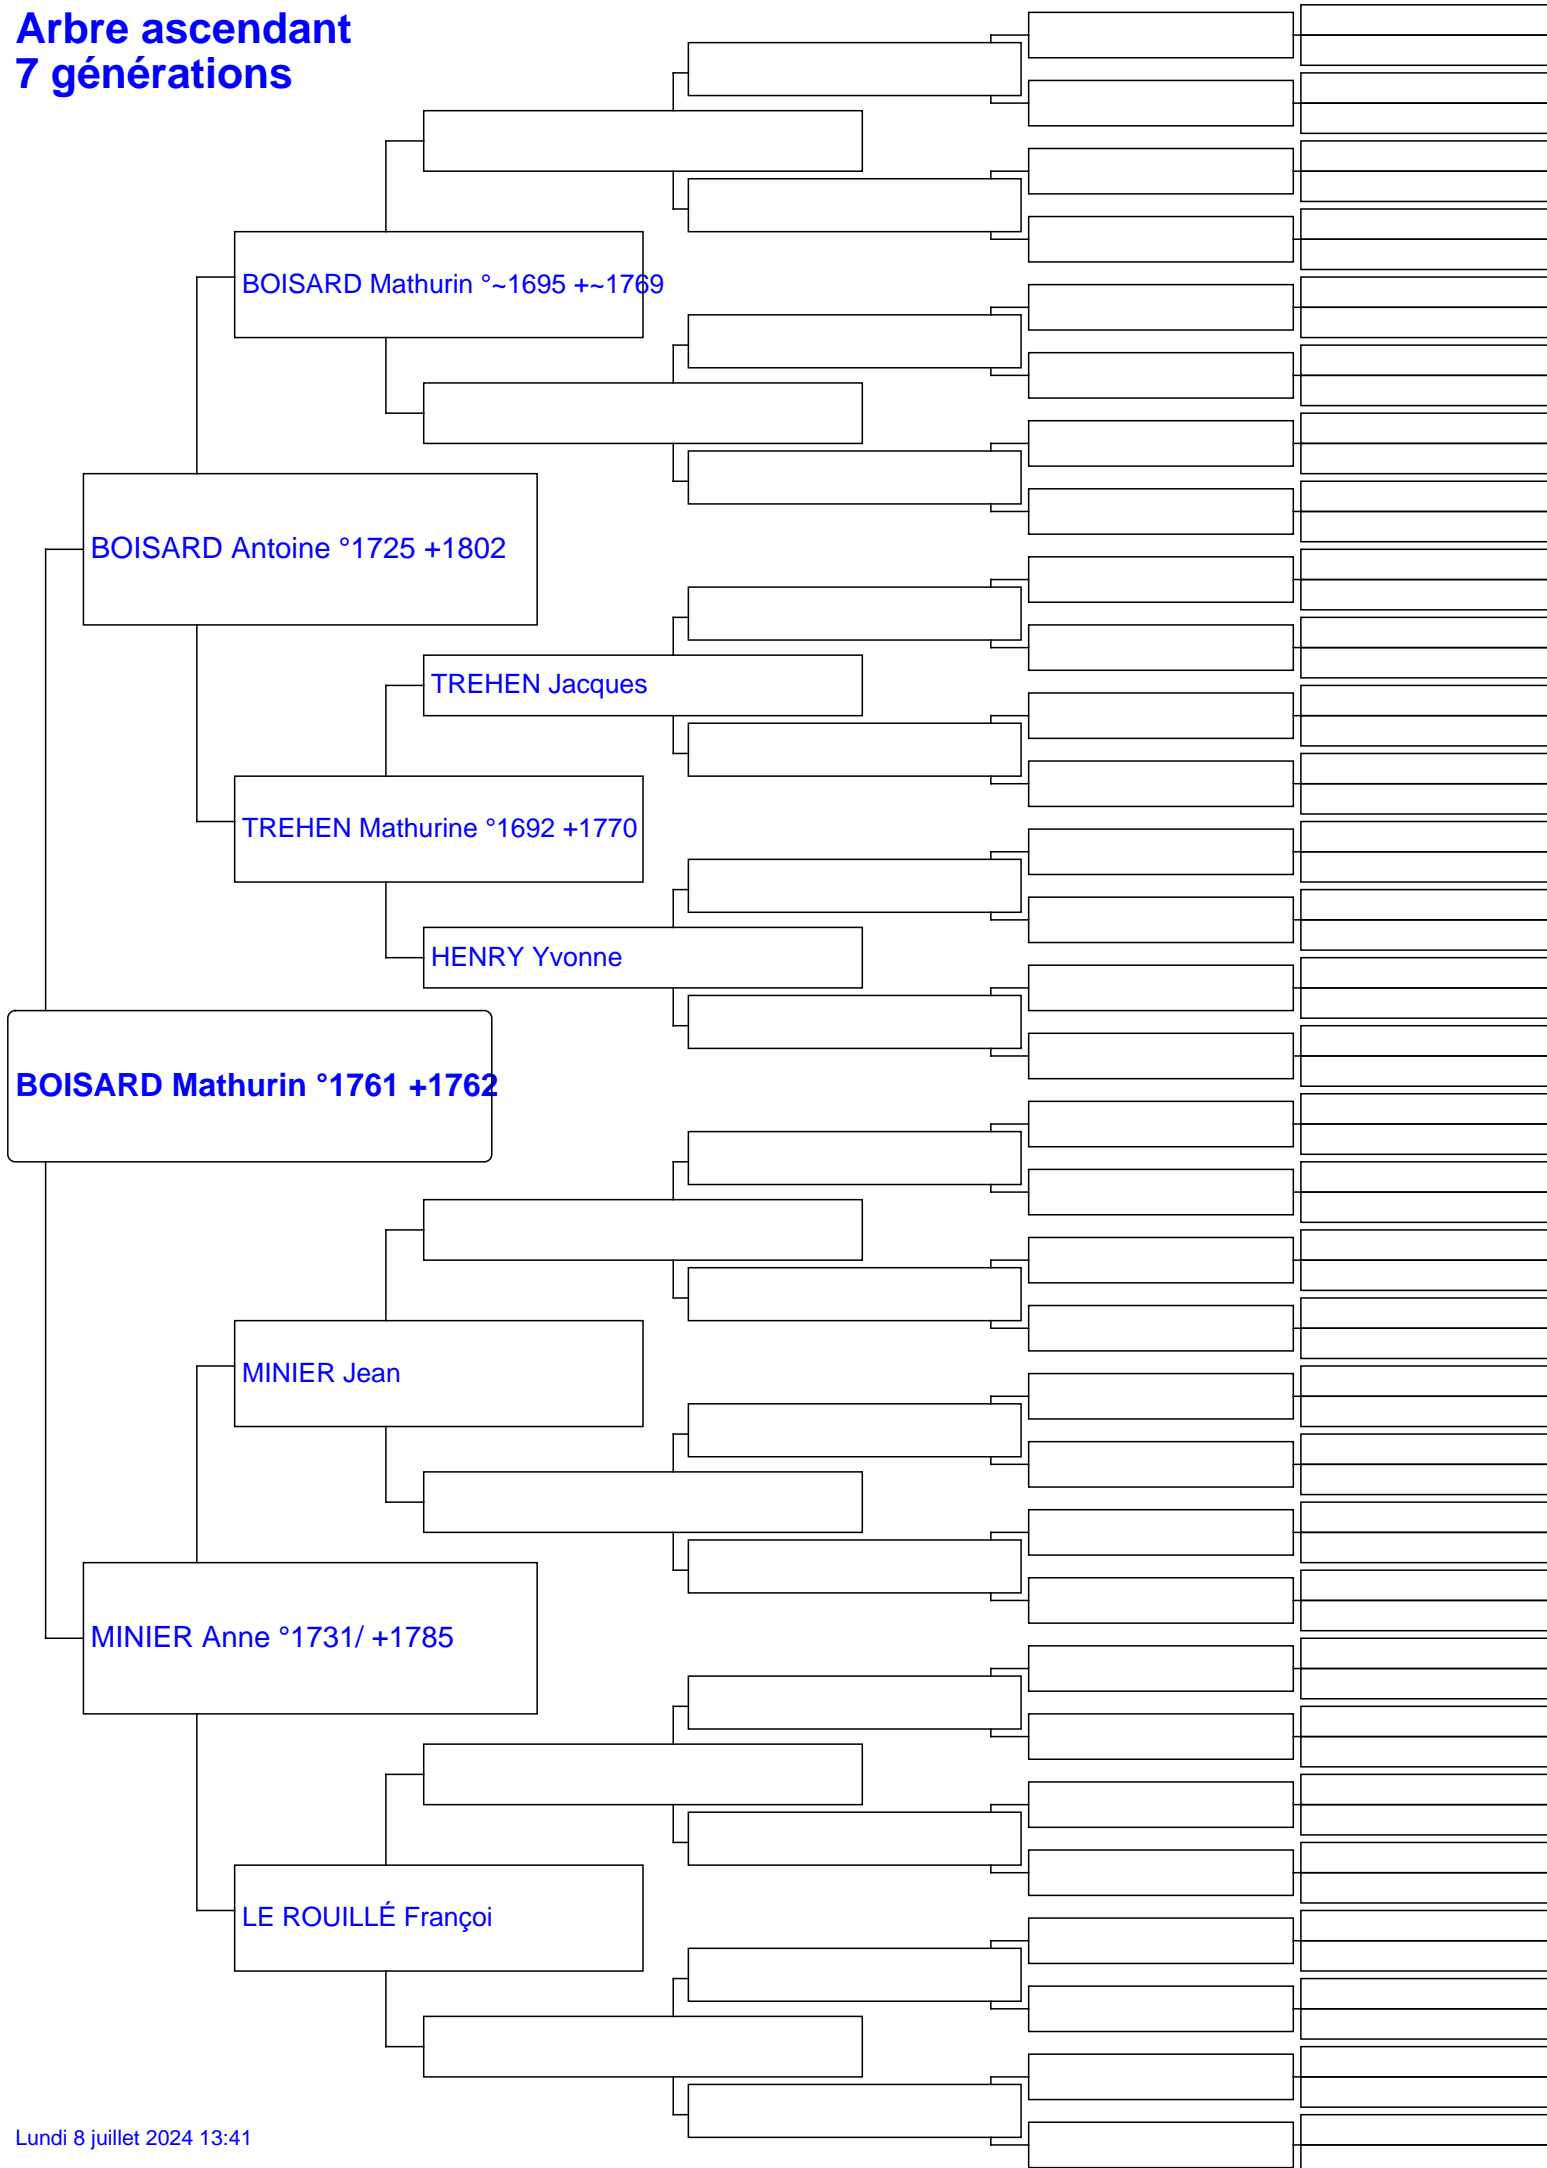 Arbre ascendant
7 générations
BOISARD Mathurin °~1695 +~1769
BOISARD Antoine °1725 +1802
TREHEN Jacques
TREHEN Mathurine °1692 +1770
HENRY Yvonne
BOISARD Mathurin °1761 +1762
MINIER Jean
MINIER Anne °1731/ +1785
LE ROUILLÉ Françoi
Lundi 8 juillet 2024 13:41